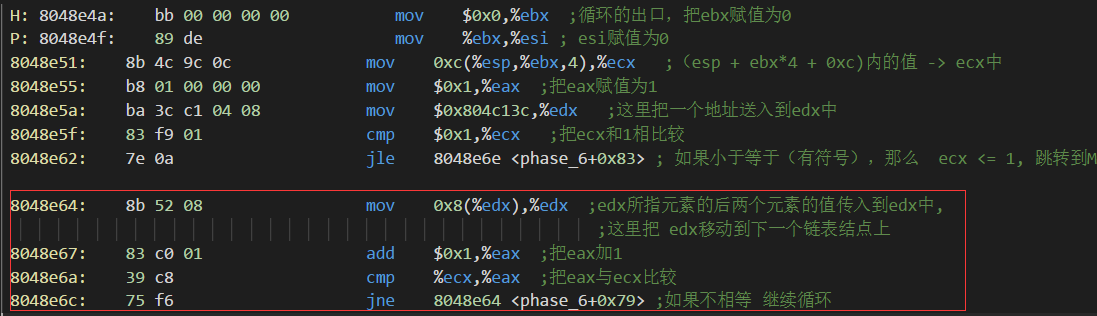 H: 8048e4a: bb 00 00 00 00 mov $0x0,%ebx ;循环的出口，把ebx赋值为0
P: 8048e4f: 89 de mov %ebx,%esi ; esi赋值为0
8048e51: 8b 4c 9c 0c mov 0xc(%esp,%ebx,4),%ecx ;（esp + ebx*4 + 0xc)内的值 -> ecx中
8048e55: b8 01 00 00 00 mov $0x1,%eax ;把eax赋值为1
8048e5a: ba 3c c1 04 08 mov $0x804c13c,%edx ;这里把一个地址送入到edx中
8048e5f: 83 f9 01 cmp $0x1,%ecx ;把ecx和1相比较
8048e62: 7e 0a jle 8048e6e <phase_6+0x83> ; 如果小于等于（有符号），那么 ecx <= 1, 跳转到M
8048e64: 8b 52 08 mov 0x8(%edx),%edx ;edx所指元素的后两个元素的值传入到edx中,
;这里把 edx移动到下一个链表结点上
8048e67: 83 c0 01 add $0x1,%eax ;把eax加1
8048e6a: 39 c8 cmp %ecx,%eax ;把eax与ecx比较
8048e6c: 75 f6 jne 8048e64 <phase_6+0x79> ;如果不相等 继续循环